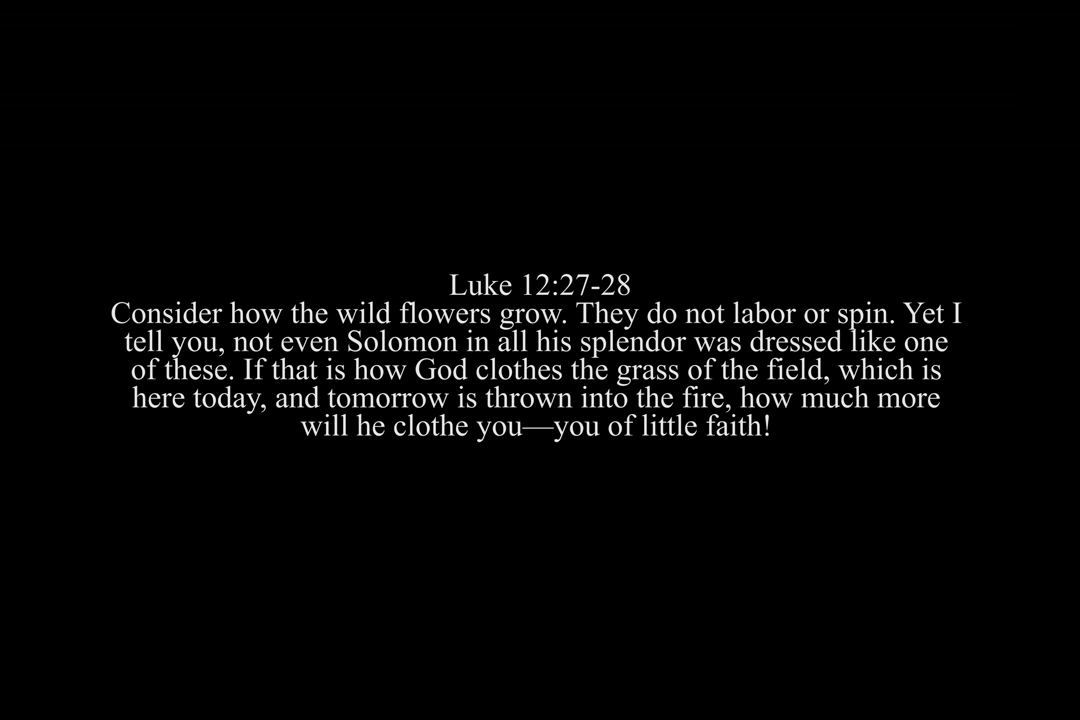 Luke 12:27-28
Consider how the wild flowers grow. They do not labor or spin. Yet I
tell you, not even Solomon in all his splendor was dressed like one
of these. If that is how God clothes the grass of the field, which is
here today, and tomorrow is thrown into the fire, how much more
will he clothe you—you of little faith!